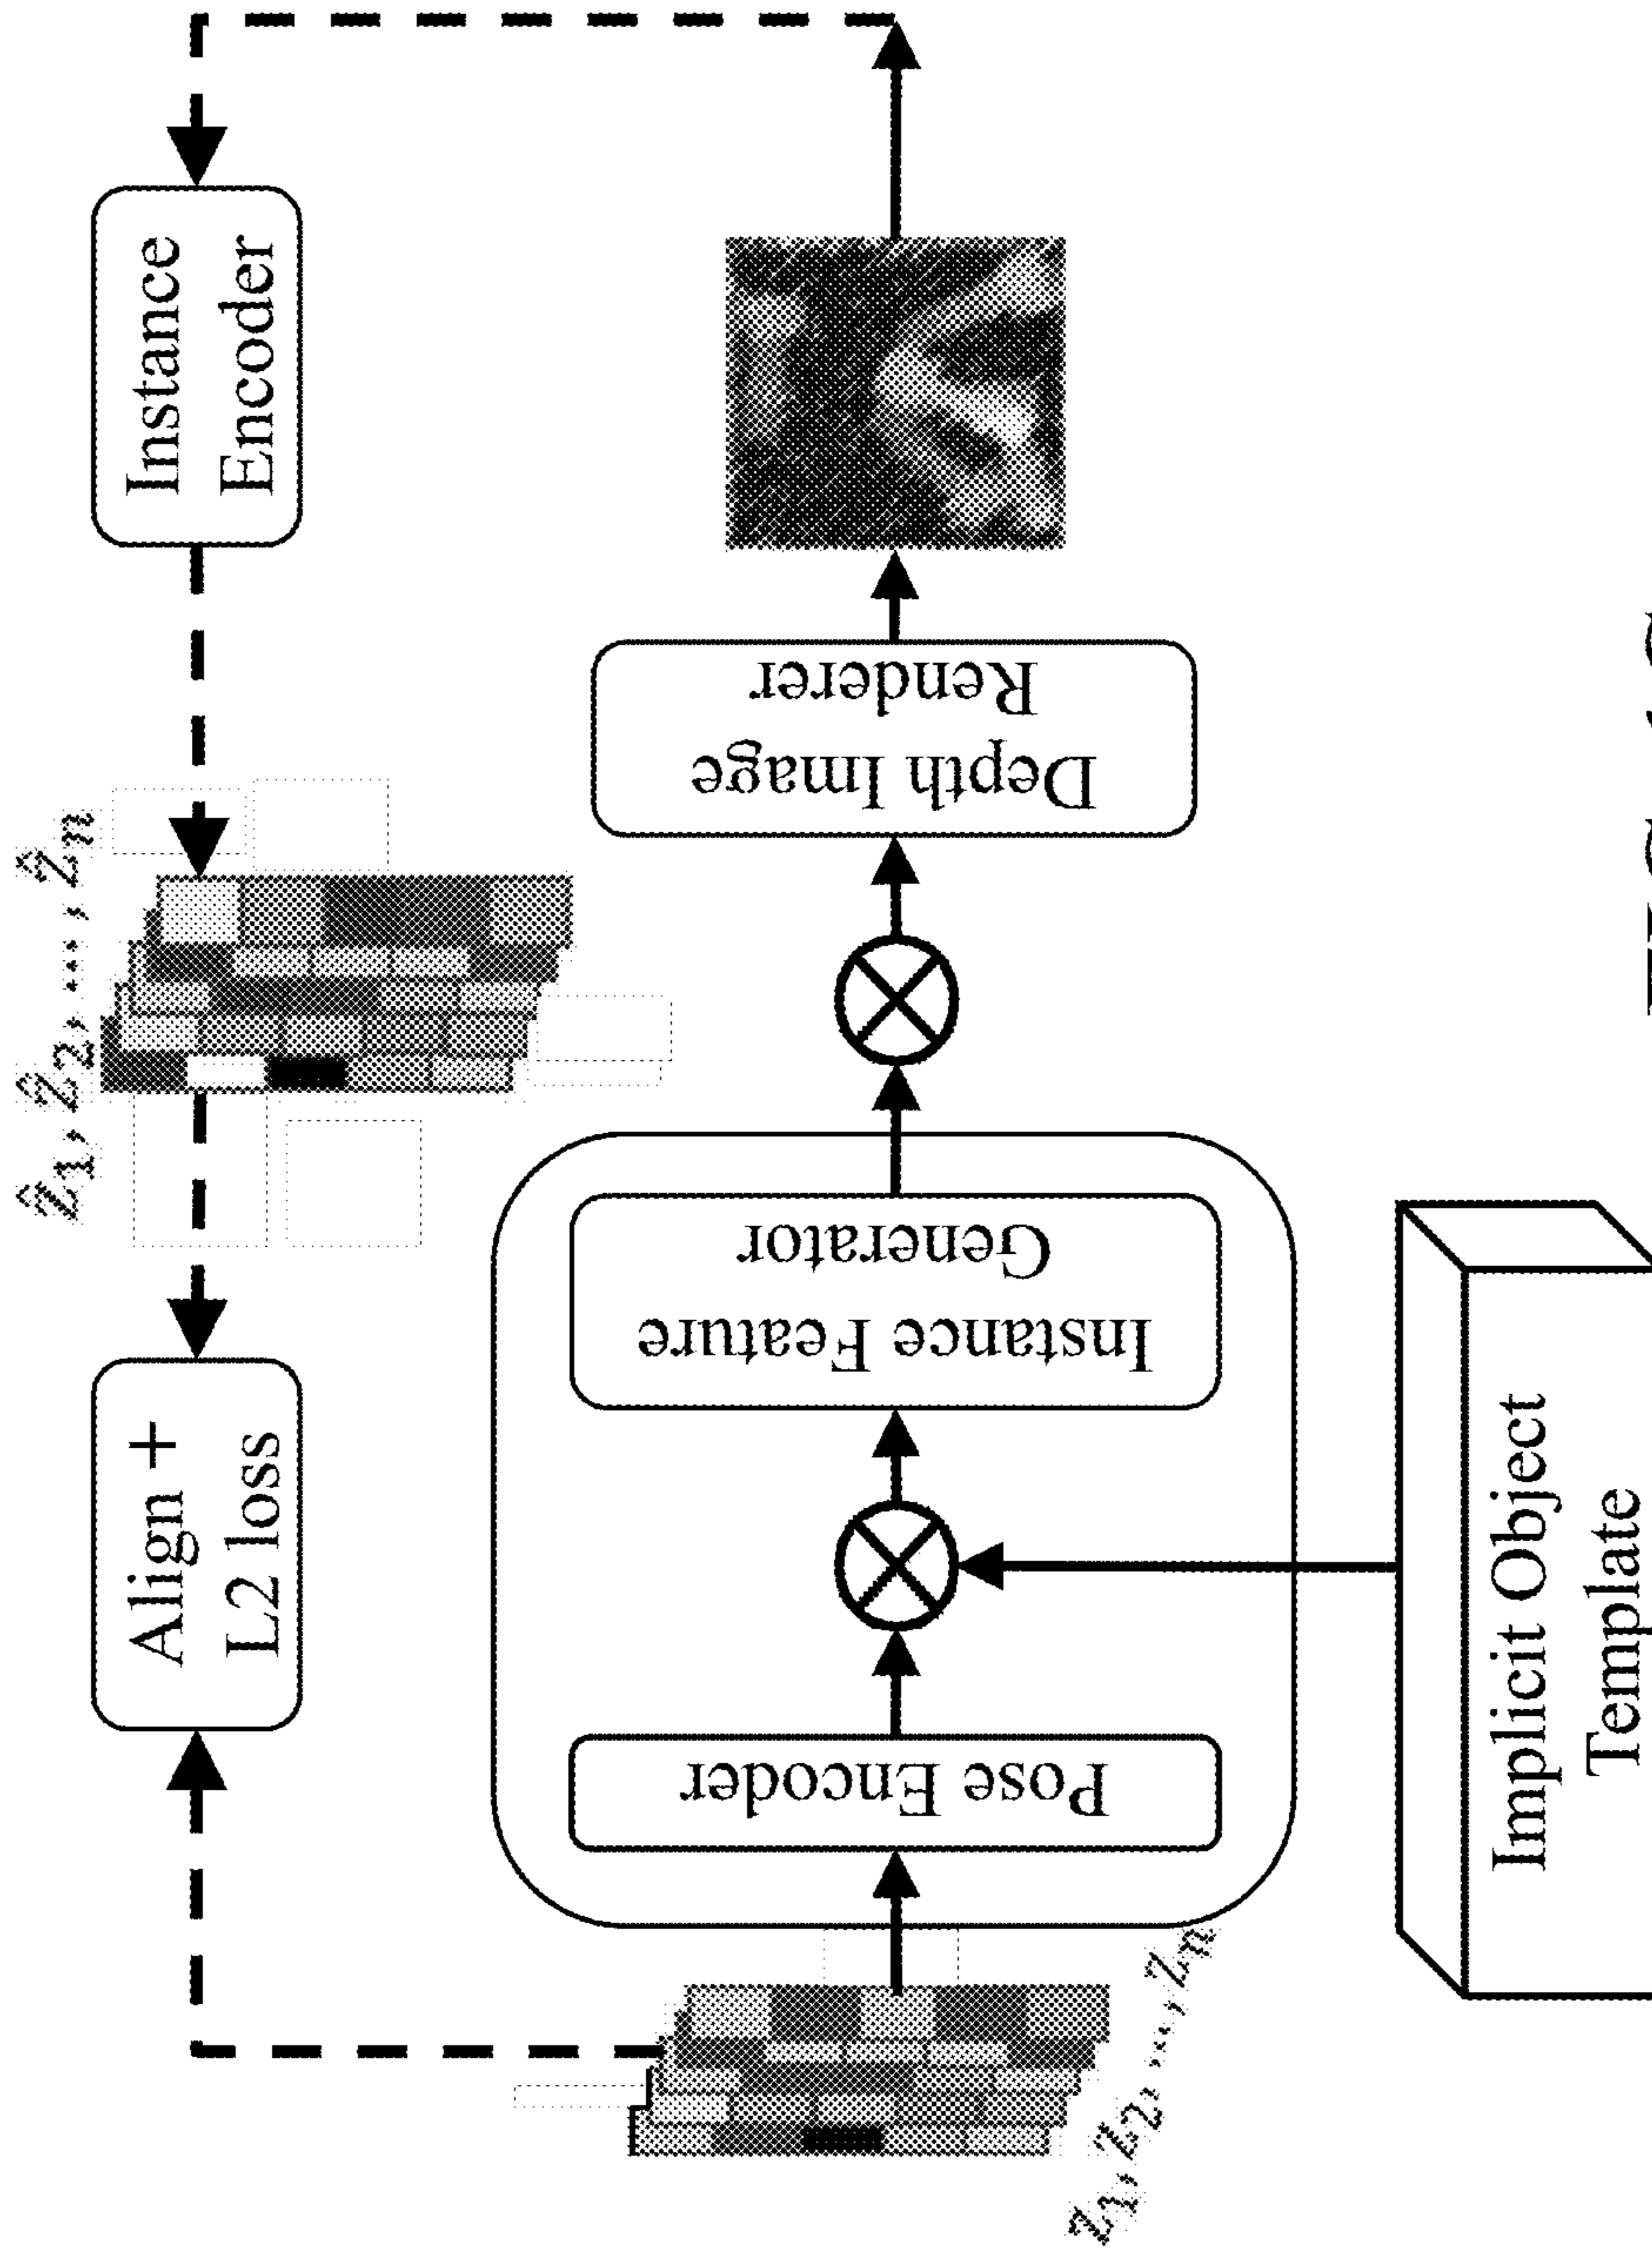 Instance
Encoder
ẑ₁, ẑ₂, ..., ẑₙ
Align +
L2 loss
Depth Image
Renderer
Instance Feature
Generator
Pose Encoder
z₁, z₂, ..., zₙ
Implicit Object
Template